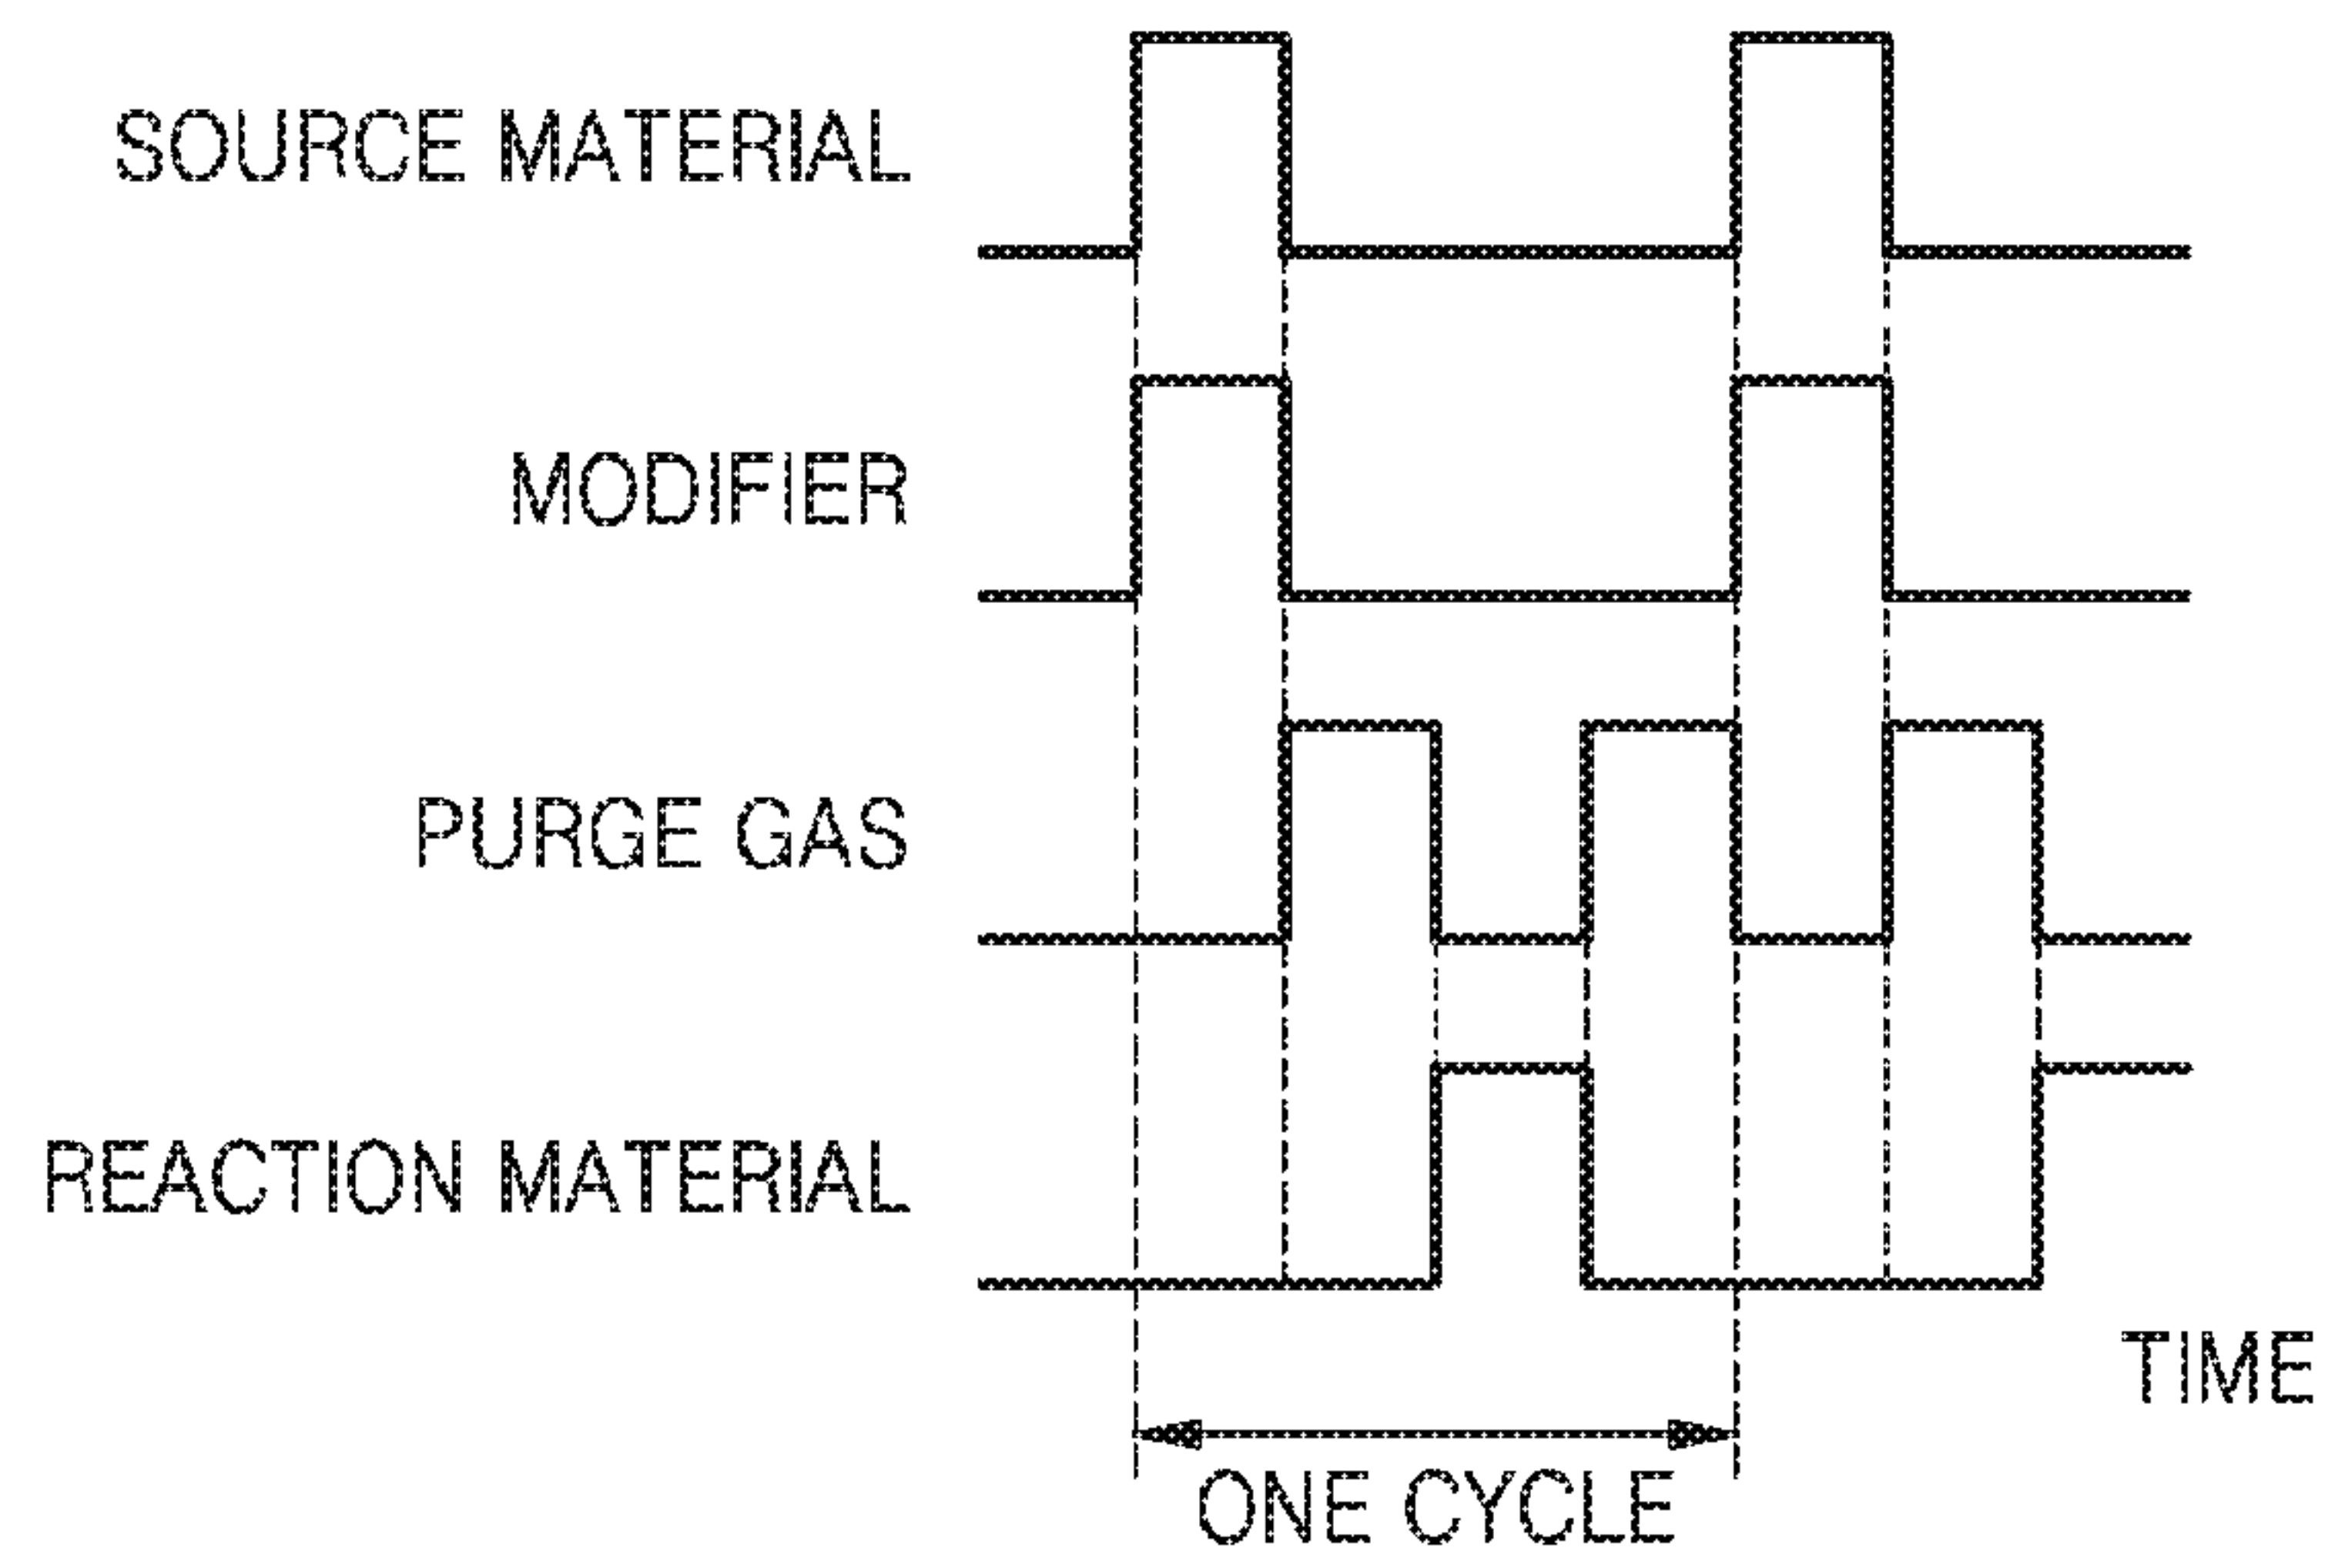 SOURCE MATERIAL
MODIFIER
PURGE GAS
REACTION MATERIAL
TIME
ONE CYCLE